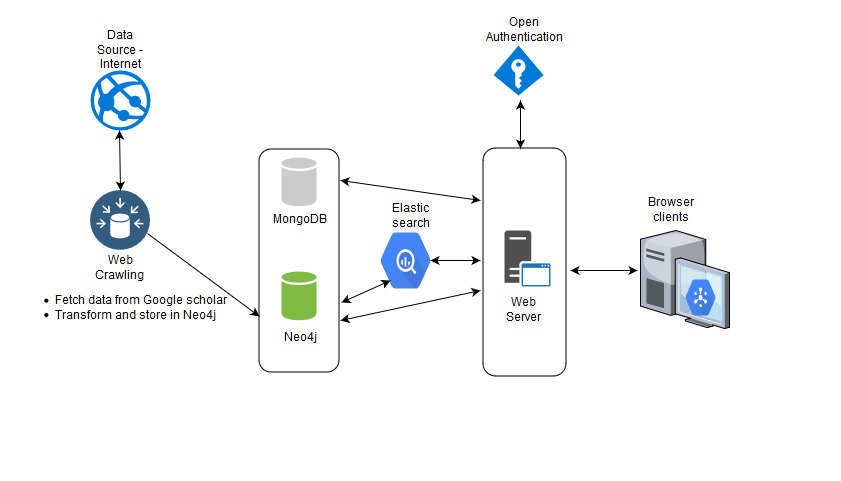 Data
Source -
Internet
Open
Authentication
MongoDB
Elastic
search
Browser
clients
Web
Crawling
Fetch data from Google scholar
Transform and store in Neo4j
Neo4j
Web
Server